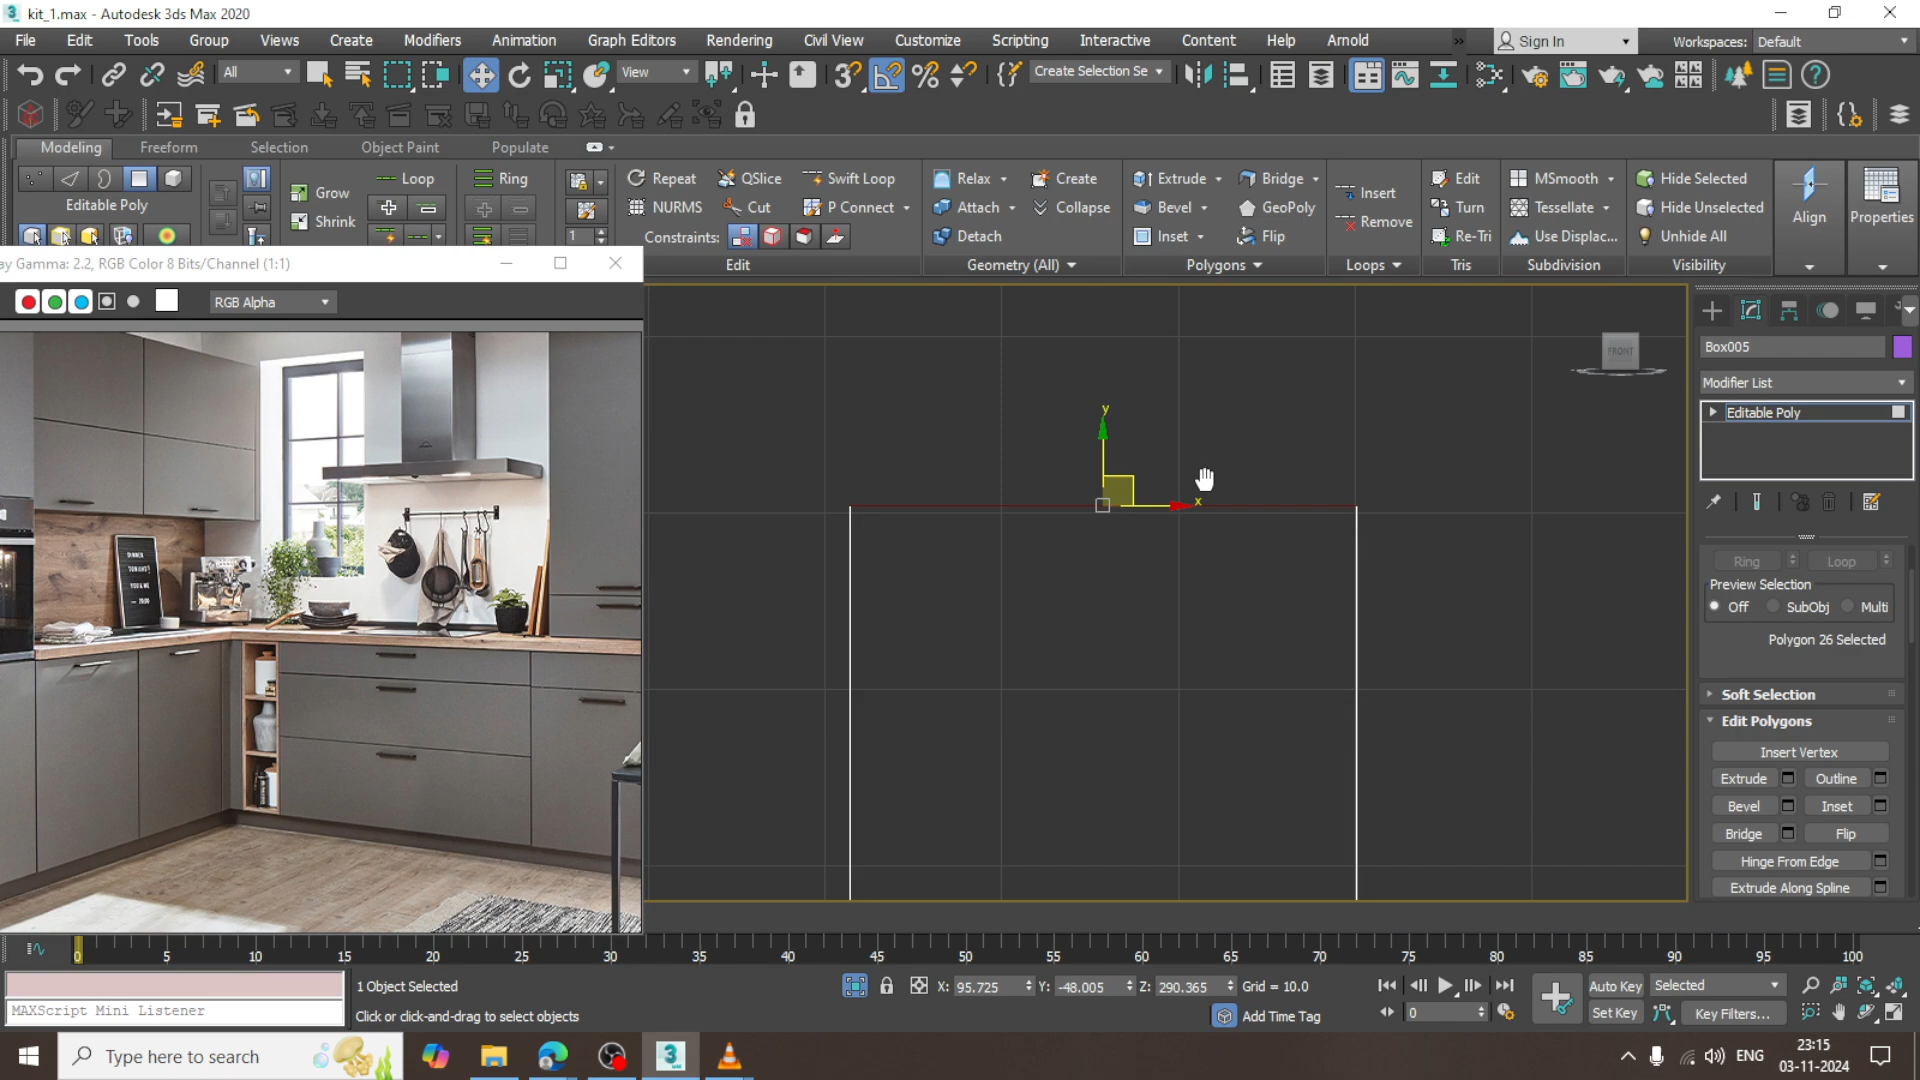 kit_1.max - Autodesk 3ds Max 2020
File Edit Tools Group Views Create Modifiers Animation Graph Editors Rendering Civil View Customize Scripting Interactive Content Help Arnold Sign In Workspaces: Default
All View Create Selection Se
Modeling Freeform Selection Object Paint Populate
Grow Loop Ring Repeat QSlice Swift Loop Relax Create Extrude Bridge Insert Edit MSmooth Hide Selected
Editable Poly Shrink NURMS Cut P Connect Attach Collapse Bevel GeoPoly Remove Turn Tessellate Hide Unselected Align Properties
1 Constraints: Detach Inset Flip Re-Tri Use Displac... Unhide All
Edit Geometry (All) Polygons Loops Tris Subdivision Visibility
ay Gamma: 2.2, RGB Color 8 Bits/Channel (1:1)
RGB Alpha
FRONT
y
x
DINNER
YOU & ME
Box005
Modifier List
Editable Poly
Ring Loop
Preview Selection
Off SubObj Multi
Polygon 26 Selected
Soft Selection
Edit Polygons
Insert Vertex
Extrude Outline
Bevel Inset
Bridge Flip
Hinge From Edge
Extrude Along Spline
0 5 10 15 20 25 30 35 40 45 50 55 60 65 70 75 80 85 90 95 100
1 Object Selected X: 95.725 Y: -48.005 Z: 290.365 Grid = 10.0 Auto Key Selected
MAXScript Mini Listener Click or click-and-drag to select objects Add Time Tag 0 Set Key Key Filters...
Type here to search ENG 23:15
03-11-2024